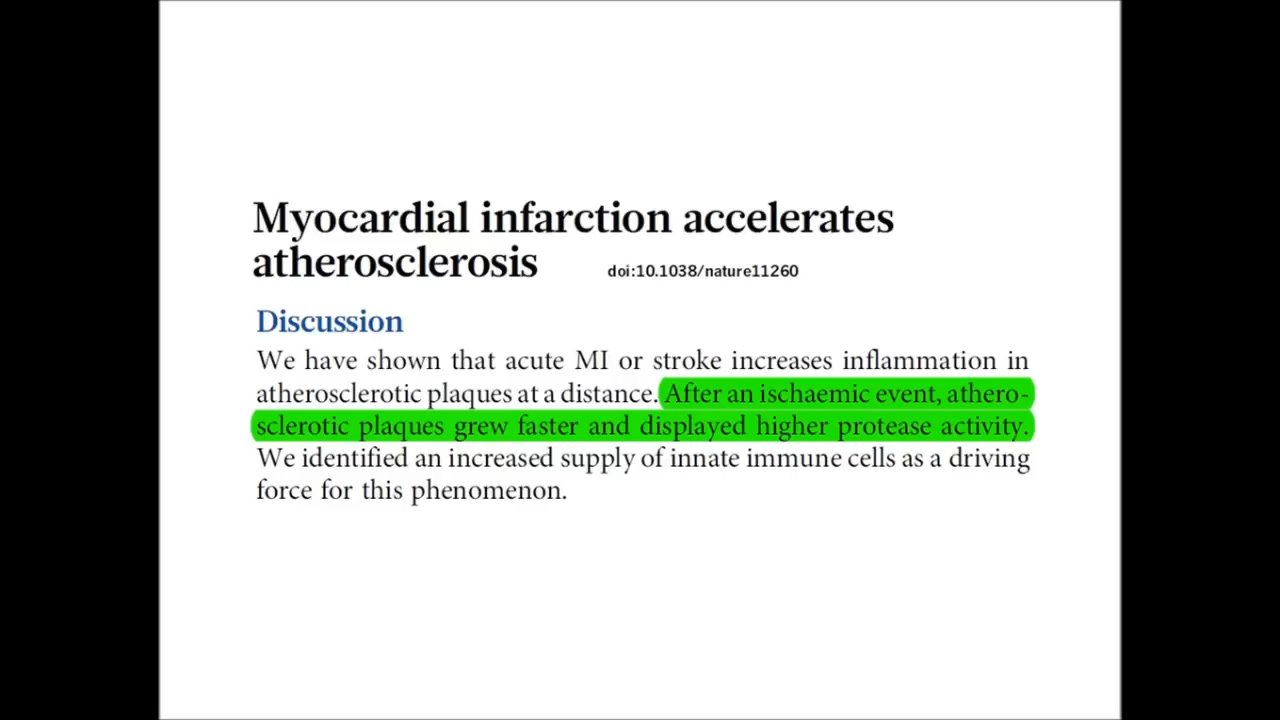 Myocardial infarction accelerates
atherosclerosis doi:10.1038/nature11260
Discussion
We have shown that acute MI or stroke increases inflammation in
atherosclerotic plaques at a distance. After an ischaemic event, athero-
sclerotic plaques grew faster and displayed higher protease activity.
We identified an increased supply of innate immune cells as a driving
force for this phenomenon.